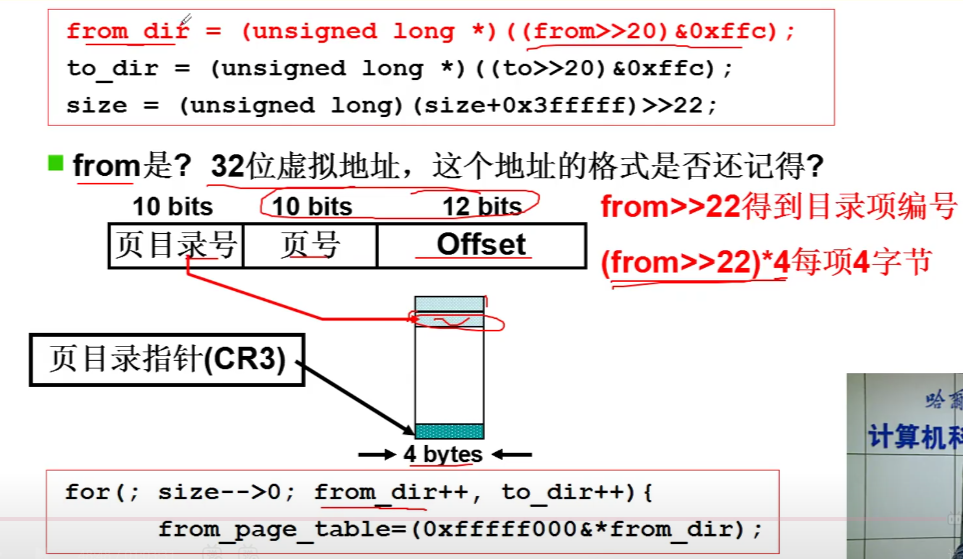 from_dir = (unsigned long *)((from>>20)&0xffc);
to_dir = (unsigned long *)((to>>20)&0xffc);
size = (unsigned long)(size+0x3fffff)>>22;
from是? 32位虚拟地址，这个地址的格式是否还记得?
10 bits 10 bits 12 bits
页目录号 页号 Offset
from>>22得到目录项编号
(from>>22)*4每项4字节
页目录指针(CR3)
4 bytes
for(; size-->0; from_dir++, to_dir++){
from_page_table=(0xfffff000&*from_dir);
计算机科